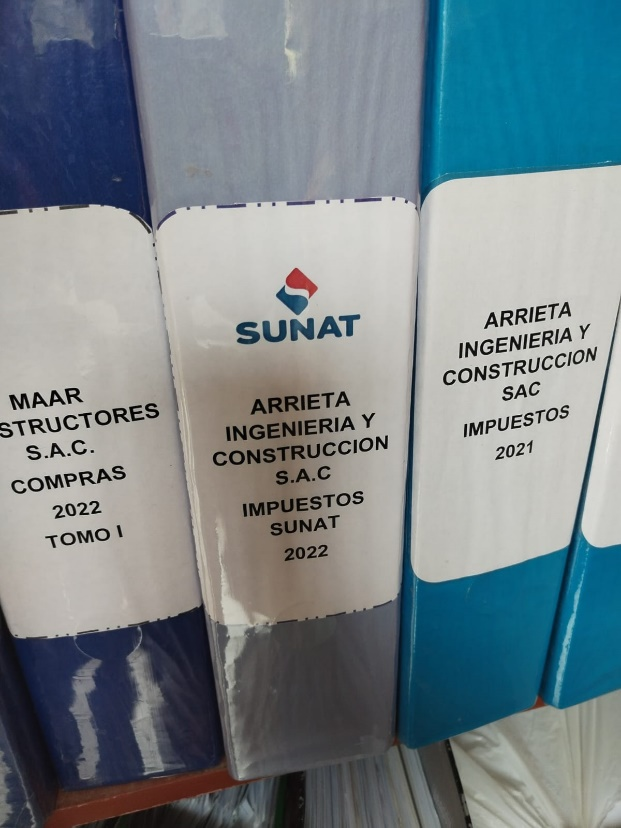 MAAR
STRUCTORES
S.A.C.
COMPRAS
2022
TOMO I
SUNAT
ARRIETA
INGENIERIA Y
CONSTRUCCION
S.A.C
IMPUESTOS
SUNAT
2022
ARRIETA
INGENIERIA Y
CONSTRUCCION
SAC
IMPUESTOS
2021